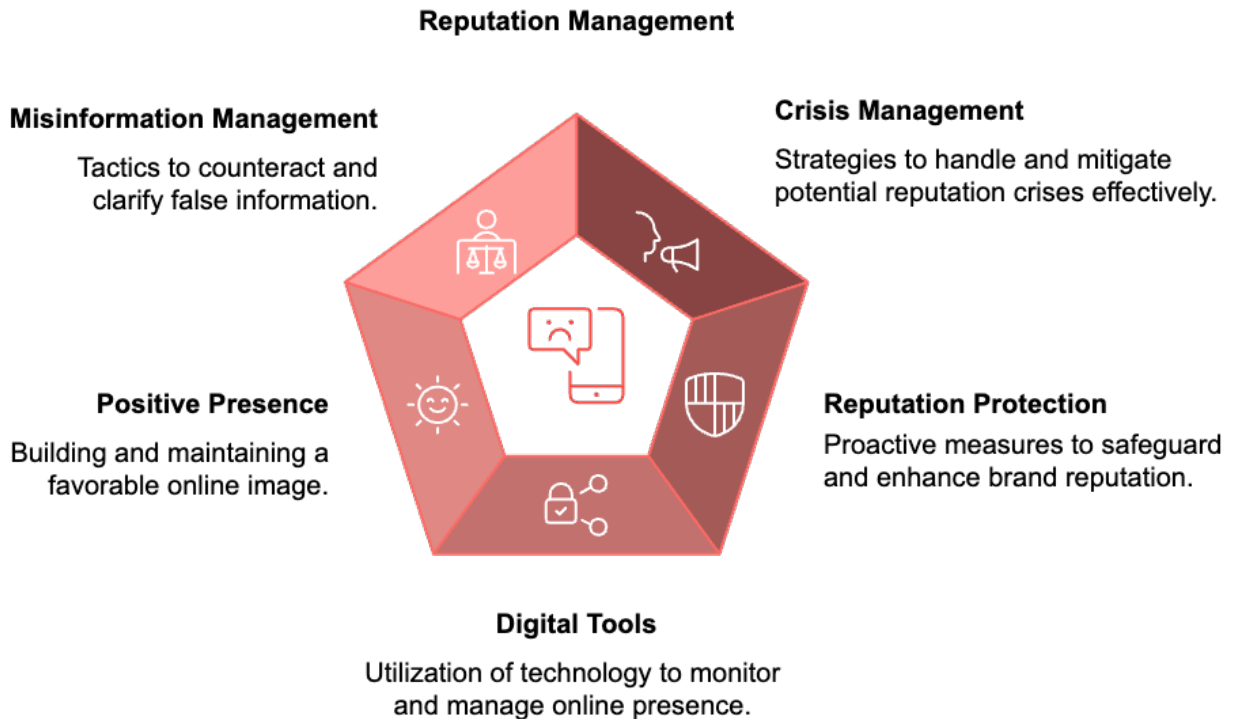 Reputation Management
Misinformation Management
Tactics to counteract and
clarify false information.
Crisis Management
Strategies to handle and mitigate
potential reputation crises effectively.
Positive Presence
Building and maintaining a
favorable online image.
Reputation Protection
Proactive measures to safeguard
and enhance brand reputation.
Digital Tools
Utilization of technology to monitor
and manage online presence.